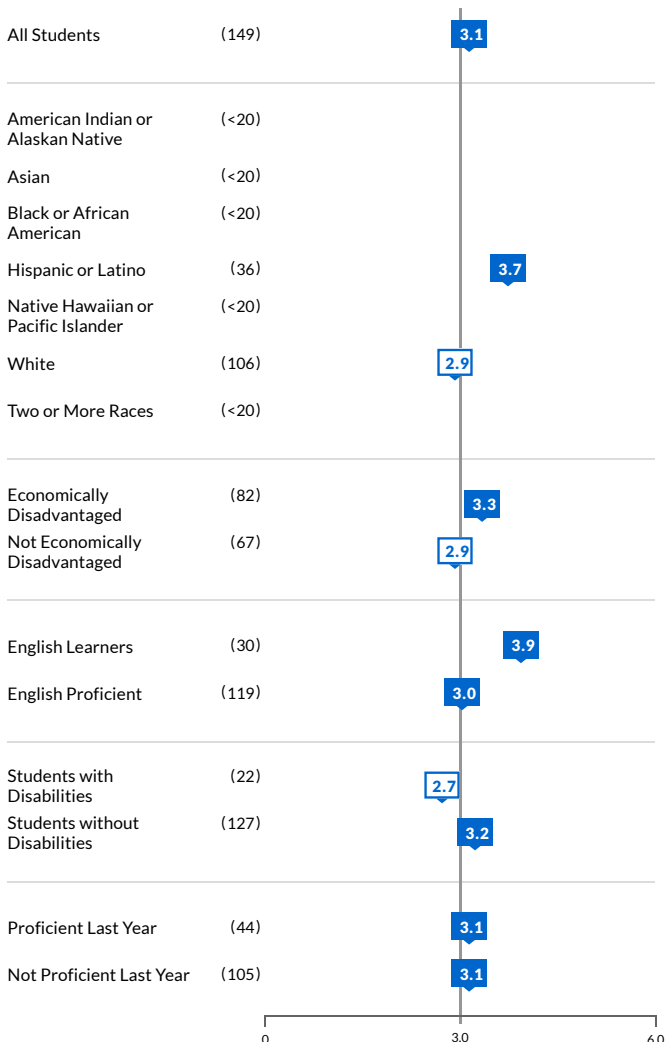 All Students (149) 3.1
American Indian or (<20)
Alaskan Native
Asian (<20)
Black or African (<20)
American
Hispanic or Latino (36) 3.7
Native Hawaiian or (<20)
Pacific Islander
White (106) 2.9
Two or More Races (<20)
Economically (82) 3.3
Disadvantaged
Not Economically (67) 2.9
Disadvantaged
English Learners (30) 3.9
English Proficient (119) 3.0
Students with (22) 2.7
Disabilities
Students without (127) 3.2
Disabilities
Proficient Last Year (44) 3.1
Not Proficient Last Year (105) 3.1
0 3.0 6.0